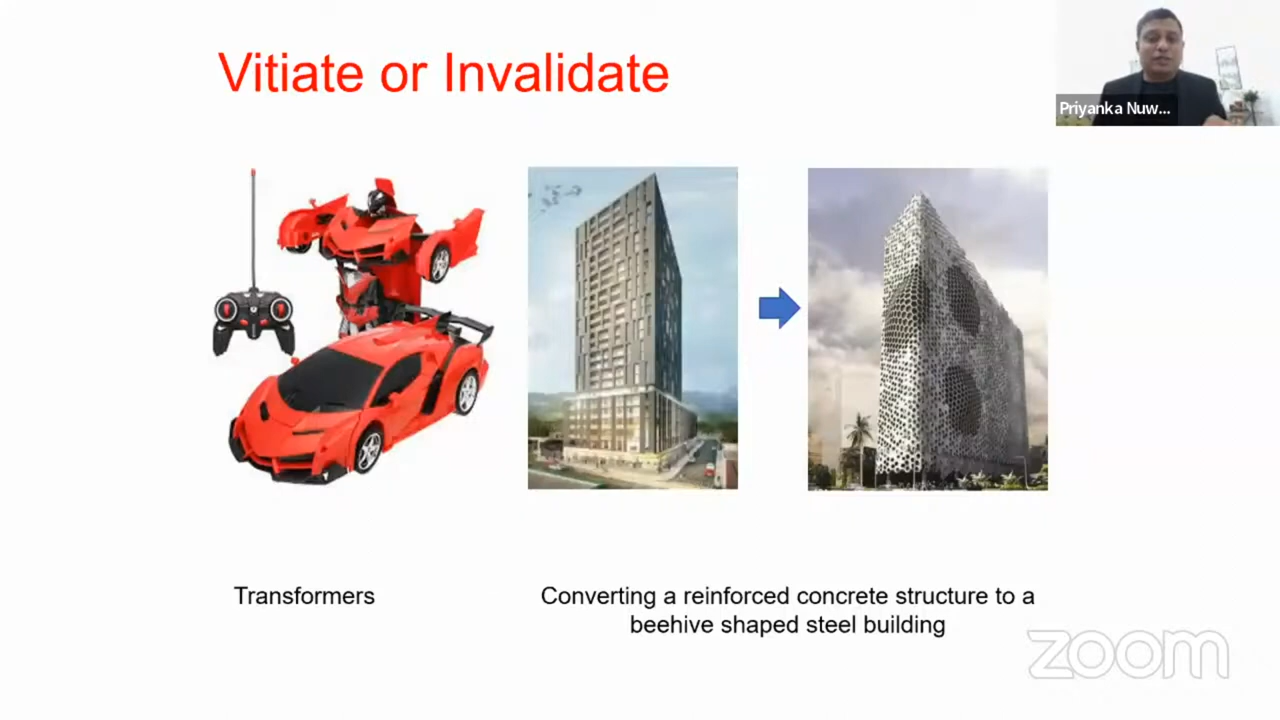 Vitiate or Invalidate
Priyanka Nuw...
Transformers
Converting a reinforced concrete structure to a
beehive shaped steel building
zoom